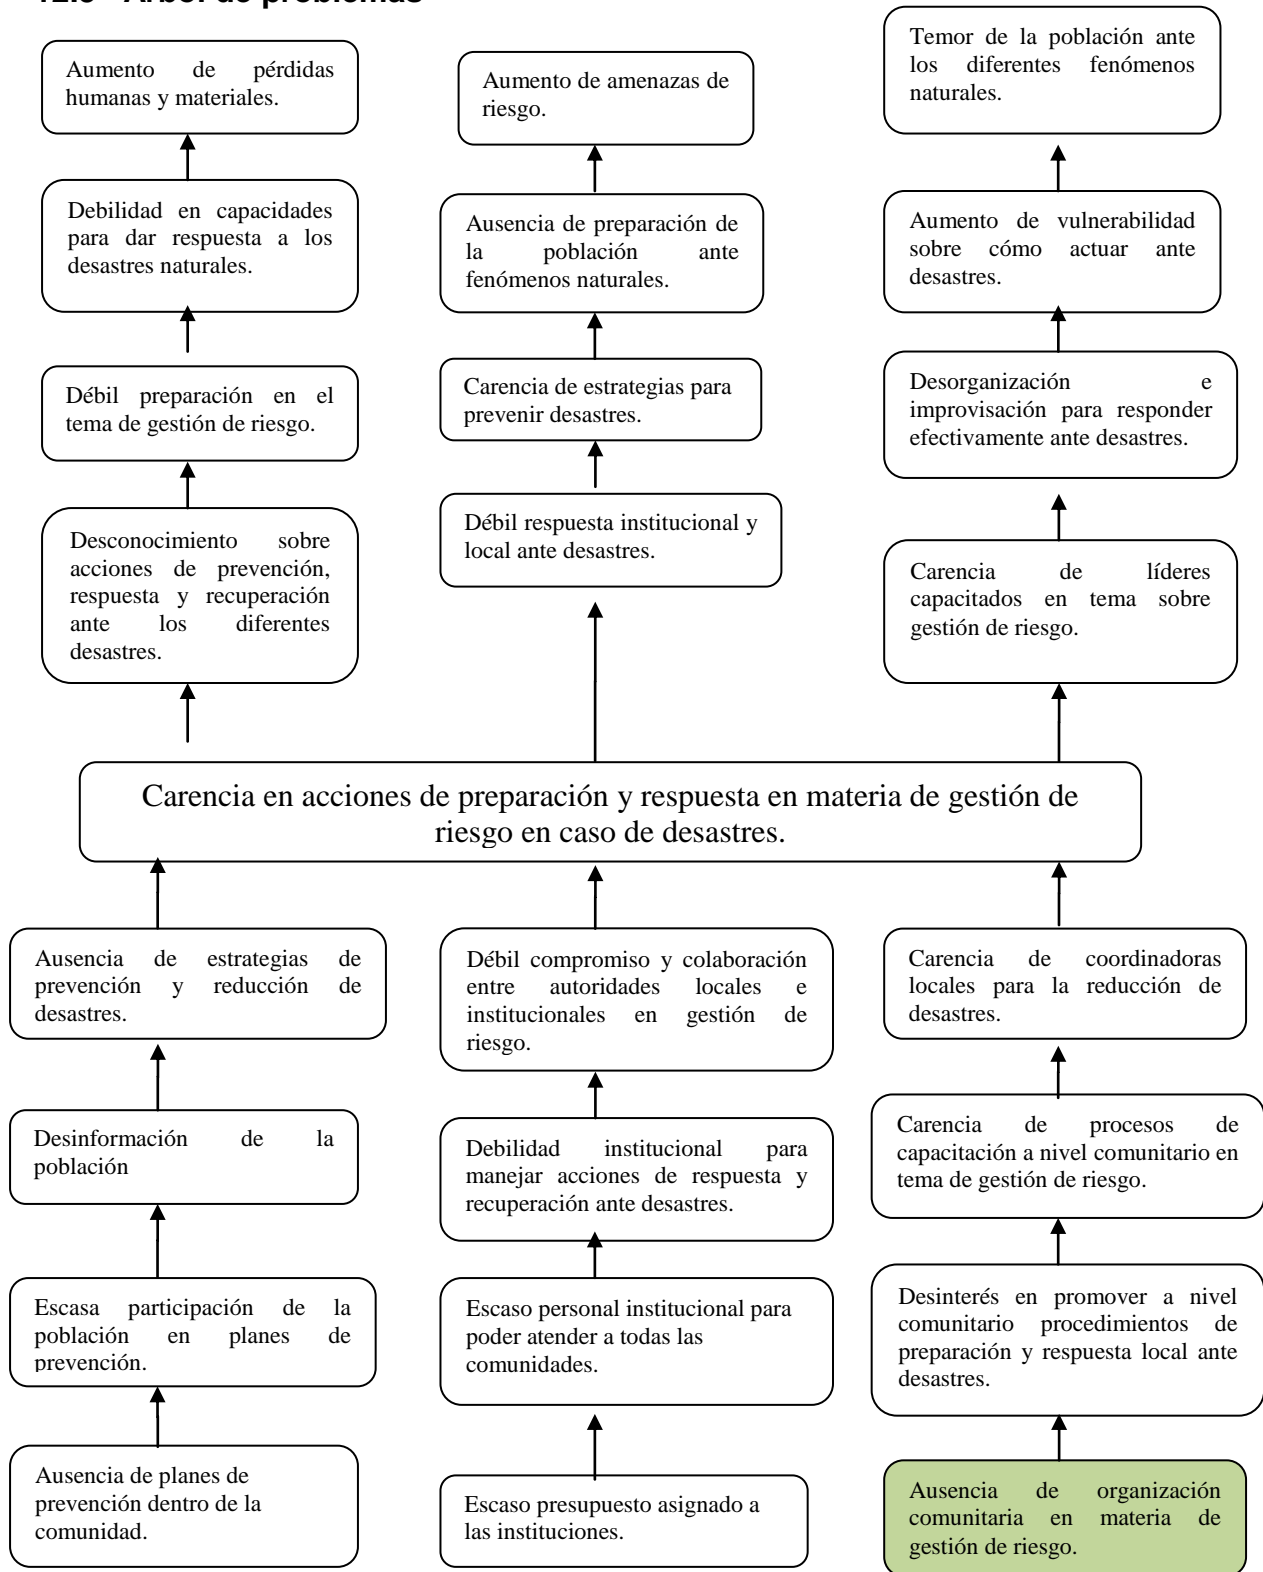 Temor de la población ante
los diferentes fenómenos
naturales.
Aumento de pérdidas
humanas y materiales.
Aumento de amenazas de
riesgo.
Debilidad en capacidades
para dar respuesta a los
desastres naturales.
Ausencia de preparación de
la población ante
fenómenos naturales.
Aumento de vulnerabilidad
sobre cómo actuar ante
desastres.
Débil preparación en el
tema de gestión de riesgo.
Carencia de estrategias para
prevenir desastres.
Desorganización e
improvisación para responder
efectivamente ante desastres.
Desconocimiento sobre
acciones de prevención,
respuesta y recuperación
ante los diferentes
desastres.
Débil respuesta institucional y
local ante desastres.
Carencia de líderes
capacitados en tema sobre
gestión de riesgo.
Carencia en acciones de preparación y respuesta en materia de gestión de
riesgo en caso de desastres.
Ausencia de estrategias de
prevención y reducción de
desastres.
Débil compromiso y colaboración
entre autoridades locales e
institucionales en gestión de
riesgo.
Carencia de coordinadoras
locales para la reducción de
desastres.
Desinformación de la
población
Debilidad institucional para
manejar acciones de respuesta y
recuperación ante desastres.
Carencia de procesos de
capacitación a nivel comunitario en
tema de gestión de riesgo.
Escasa participación de la
población en planes de
prevención.
Escaso personal institucional para
poder atender a todas las
comunidades.
Desinterés en promover a nivel
comunitario procedimientos de
preparación y respuesta local ante
desastres.
Ausencia de planes de
prevención dentro de la
comunidad.
Escaso presupuesto asignado a
las instituciones.
Ausencia de organización
comunitaria en materia de
gestión de riesgo.